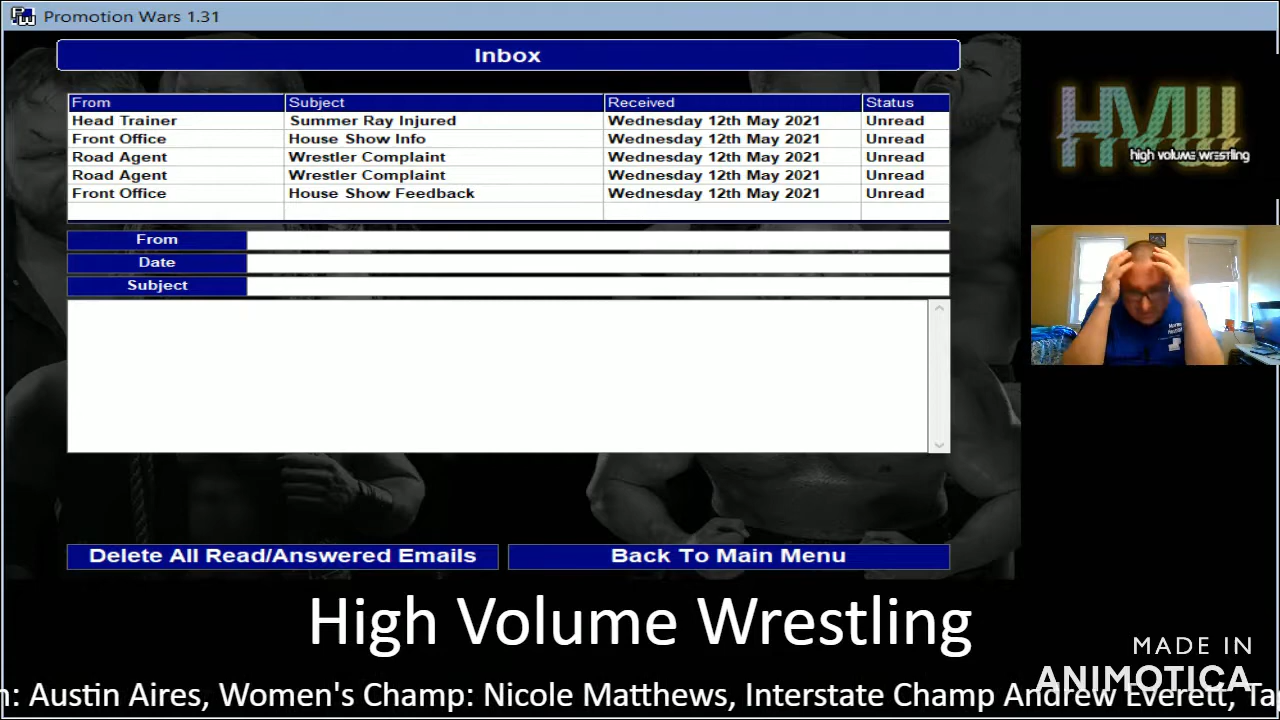 Promotion Wars 1.31
Inbox
From Subject Received Status
Head Trainer Summer Ray Injured Wednesday 12th May 2021 Unread
Front Office House Show Info Wednesday 12th May 2021 Unread
Road Agent Wrestler Complaint Wednesday 12th May 2021 Unread
Road Agent Wrestler Complaint Wednesday 12th May 2021 Unread
Front Office House Show Feedback Wednesday 12th May 2021 Unread
HVW
high volume wrestling
From
Date
Subject
Delete All Read/Answered Emails Back To Main Menu
High Volume Wrestling
MADE IN
ANIMOTICA
Austin Aires, Women's Champ: Nicole Matthews, Interstate Champ Andrew Everett,